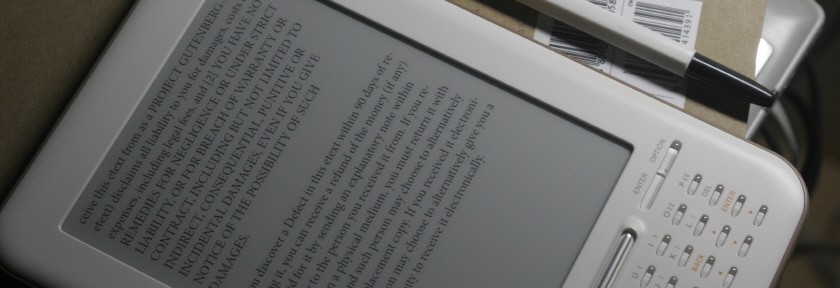 ceive this etext from as a PROJECT GUTENBERG-
etext) disclaims all liability to you for damages, costs
expenses, including legal fees, and [2] YOU HAVE NO
REMEDIES FOR NEGLIGENCE OR UNDER STRICT
LIABILITY, OR FOR BREACH OF WARRANTY OR
CONTRACT, INCLUDING BUT NOT LIMITED TO
INDIRECT, CONSEQUENTIAL, PUNITIVE OR
INCIDENTAL DAMAGES, EVEN IF YOU GIVE
NOTICE OF THE POSSIBILITY OF SUCH
DAMAGES.
you discover a Defect in this etext within 90 days of re-
g it, you can receive a refund of the money (if any)
d for it by sending an explanatory note within
to the person you received it from. If you re-
n a physical medium, you must return it with
nd such person may choose to alternatively
lacement copy. If you received it electroni-
on may choose to alternatively give you a
ity to receive it electronically.
ENTER OPTION
P DEL ENTER
O
I K BACK
U